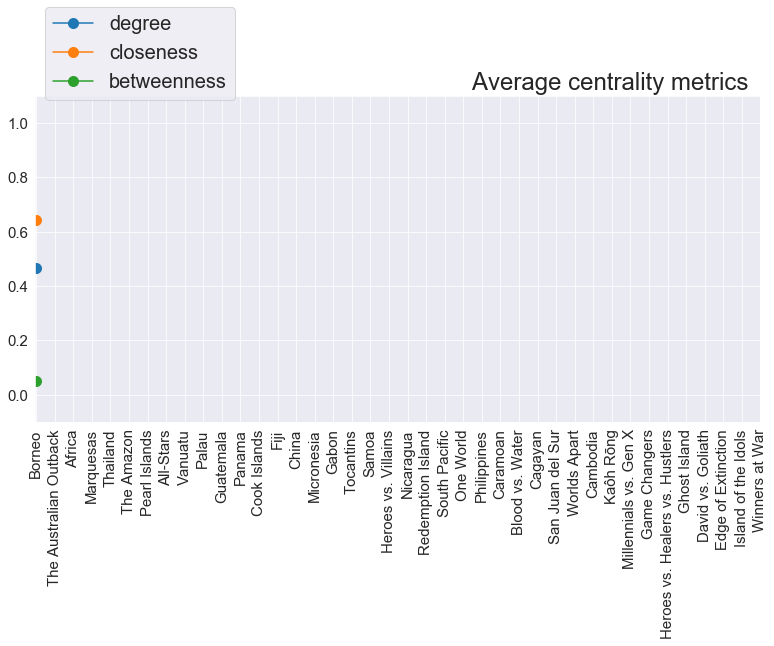 degree
closeness
betweenness
Average centrality metrics
1.0
0.8
0.6
0.4
0.2
0.0
Borneo
The Australian Outback
Africa
Marquesas
Thailand
The Amazon
Pearl Islands
All-Stars
Vanuatu
Palau
Guatemala
Panama
Cook Islands
Fiji
China
Micronesia
Gabon
Tocantins
Samoa
Heroes vs. Villains
Nicaragua
Redemption Island
South Pacific
One World
Philippines
Caramoan
Blood vs. Water
Cagayan
San Juan del Sur
Worlds Apart
Cambodia
Kaôh Rōng
Millennials vs. Gen X
Game Changers
Heroes vs. Healers vs. Hustlers
Ghost Island
David vs. Goliath
Edge of Extinction
Island of the Idols
Winners at War